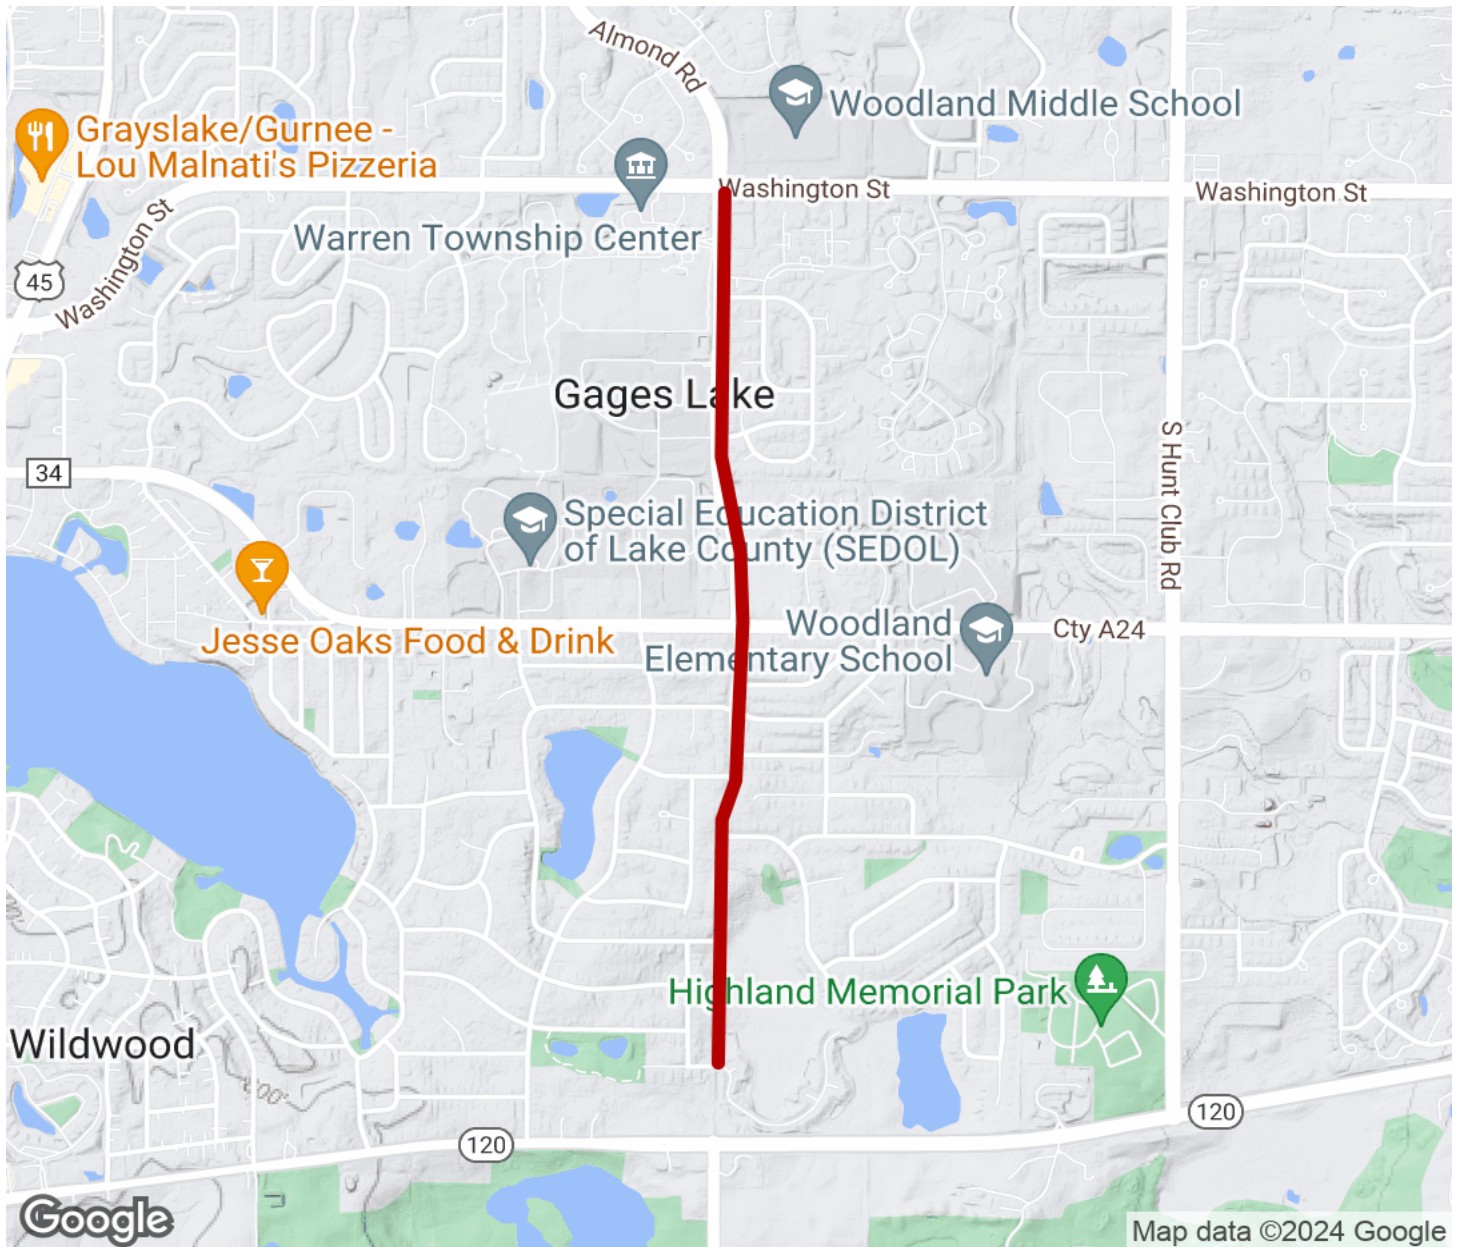 Almond Rd
Woodland Middle School
Grayslake/Gurnee -
Lou Malnati's Pizzeria
Washington St
Washington St
Washington St
Warren Township Center
45
Gages Lake
S Hunt Club Rd
34
Special Education District
of Lake County (SEDOL)
Woodland
Elementary School
Cty A24
Jesse Oaks Food & Drink
Highland Memorial Park
Wildwood
120
120
Google
Map data ©2024 Google